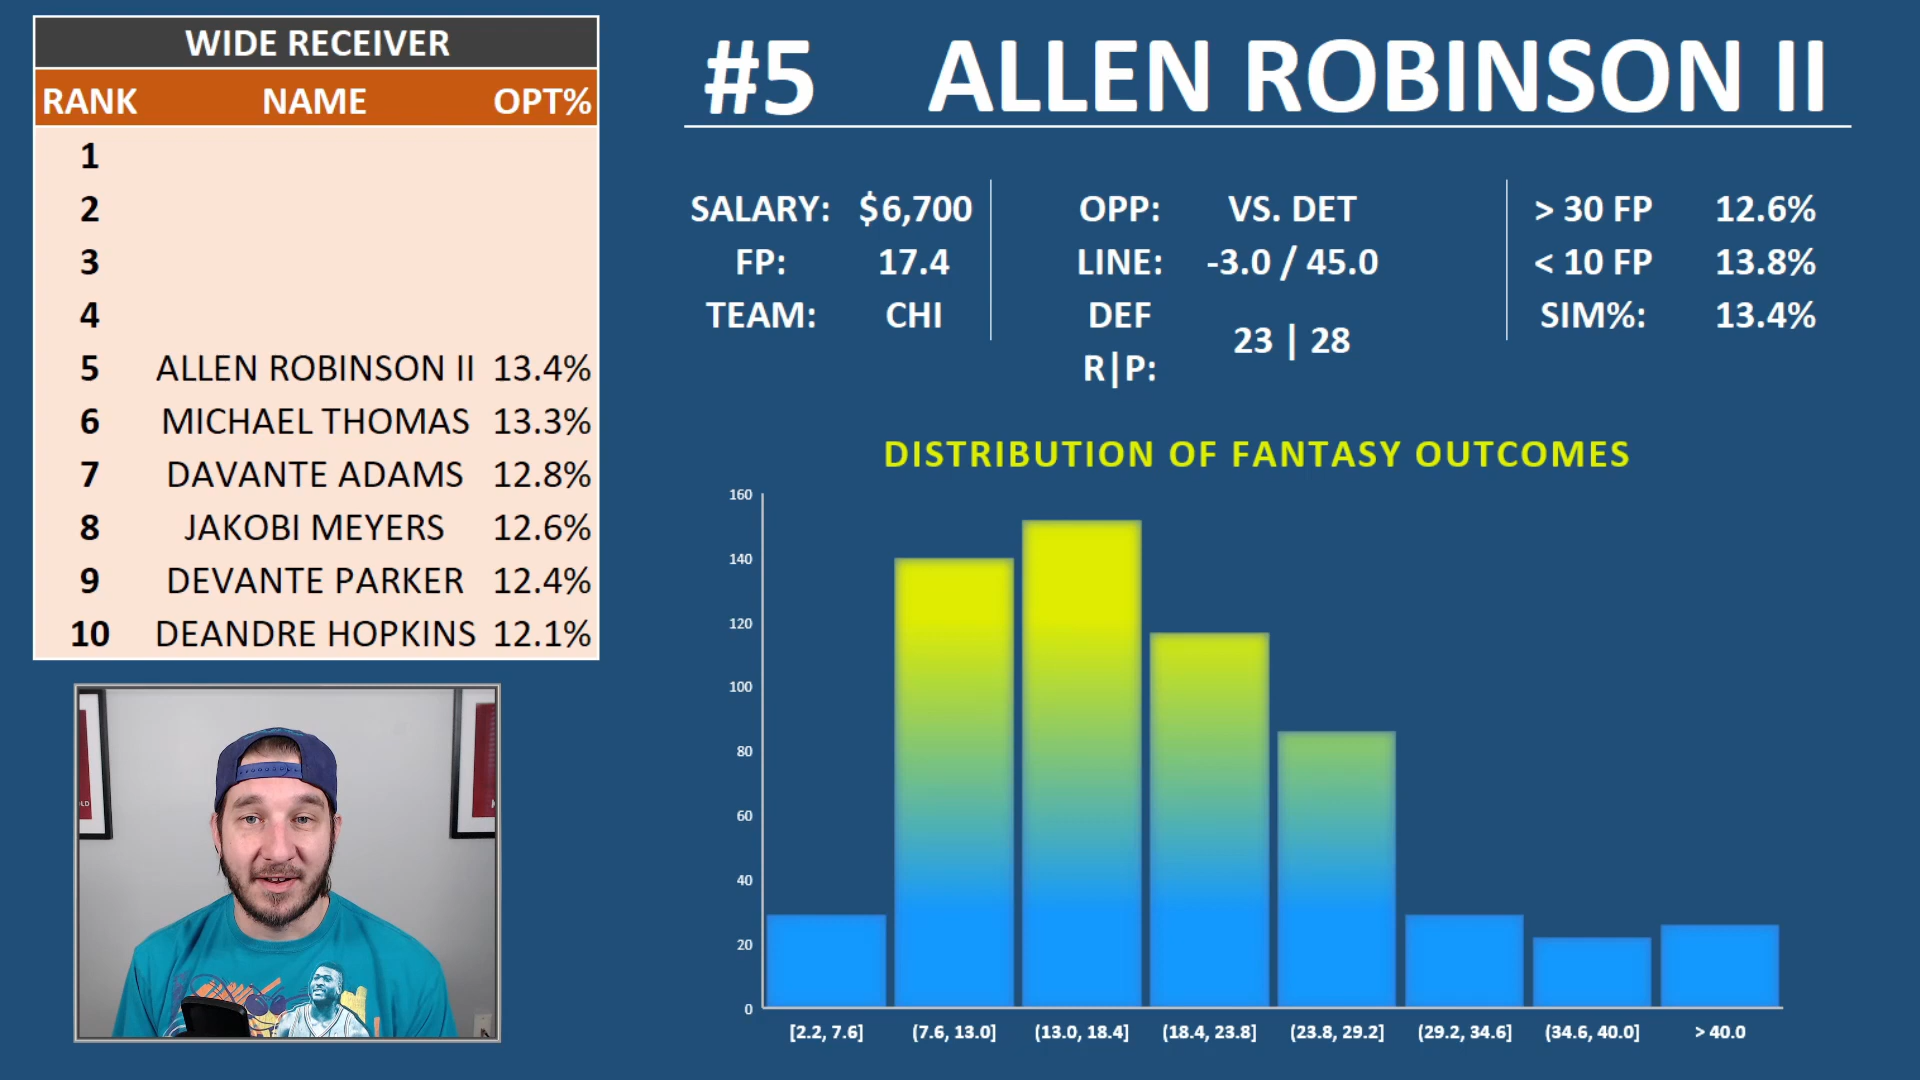 WIDE RECEIVER
RANK NAME OPT%
1
2
3
4
5 ALLEN ROBINSON II 13.4%
6 MICHAEL THOMAS 13.3%
7 DAVANTE ADAMS 12.8%
8 JAKOBI MEYERS 12.6%
9 DEVANTE PARKER 12.4%
10 DEANDRE HOPKINS 12.1%
#5 ALLEN ROBINSON II
SALARY: $6,700
FP: 17.4
TEAM: CHI
OPP: VS. DET
LINE: -3.0 / 45.0
DEF
R|P:
23 | 28
> 30 FP 12.6%
< 10 FP 13.8%
SIM%: 13.4%
DISTRIBUTION OF FANTASY OUTCOMES
160
140
120
100
80
60
40
20
0
[2.2, 7.6] (7.6, 13.0] (13.0, 18.4] (18.4, 23.8] (23.8, 29.2] (29.2, 34.6] (34.6, 40.0] > 40.0